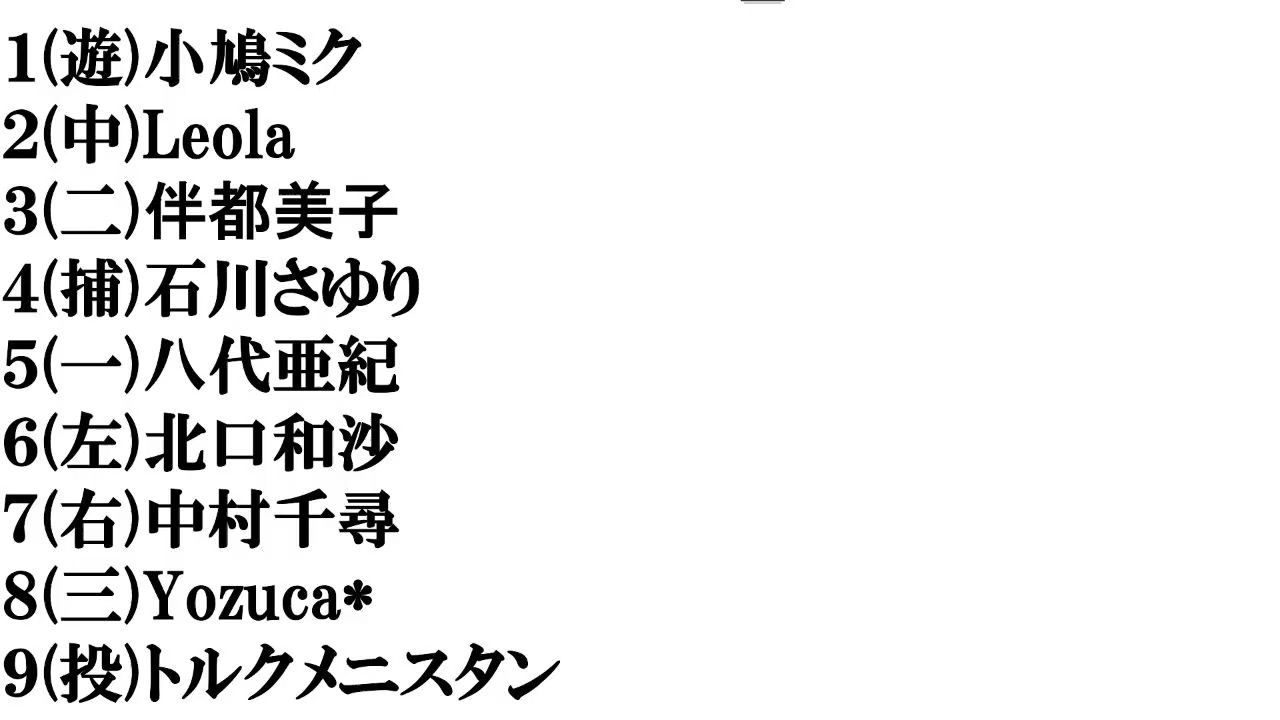 1(遊)小鳩ミク
2(中)Leola
3(二)伴都美子
4(捕)石川さゆり
5(一)八代亜紀
6(左)北口和沙
7(右)中村千尋
8(三)Yozuca*
9(投)トルクメニスタン